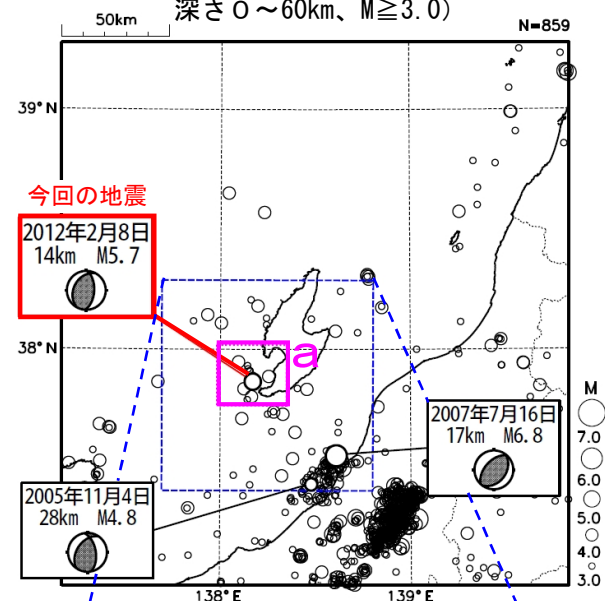 深さ0～60km、M≧3.0)
50km
N=859
39°N
今回の地震
2012年2月8日
14km M5.7
38°N
a
M
7.0
6.0
5.0
4.0
3.0
2007年7月16日
17km M6.8
2005年11月4日
28km M4.8
138°E
139°E